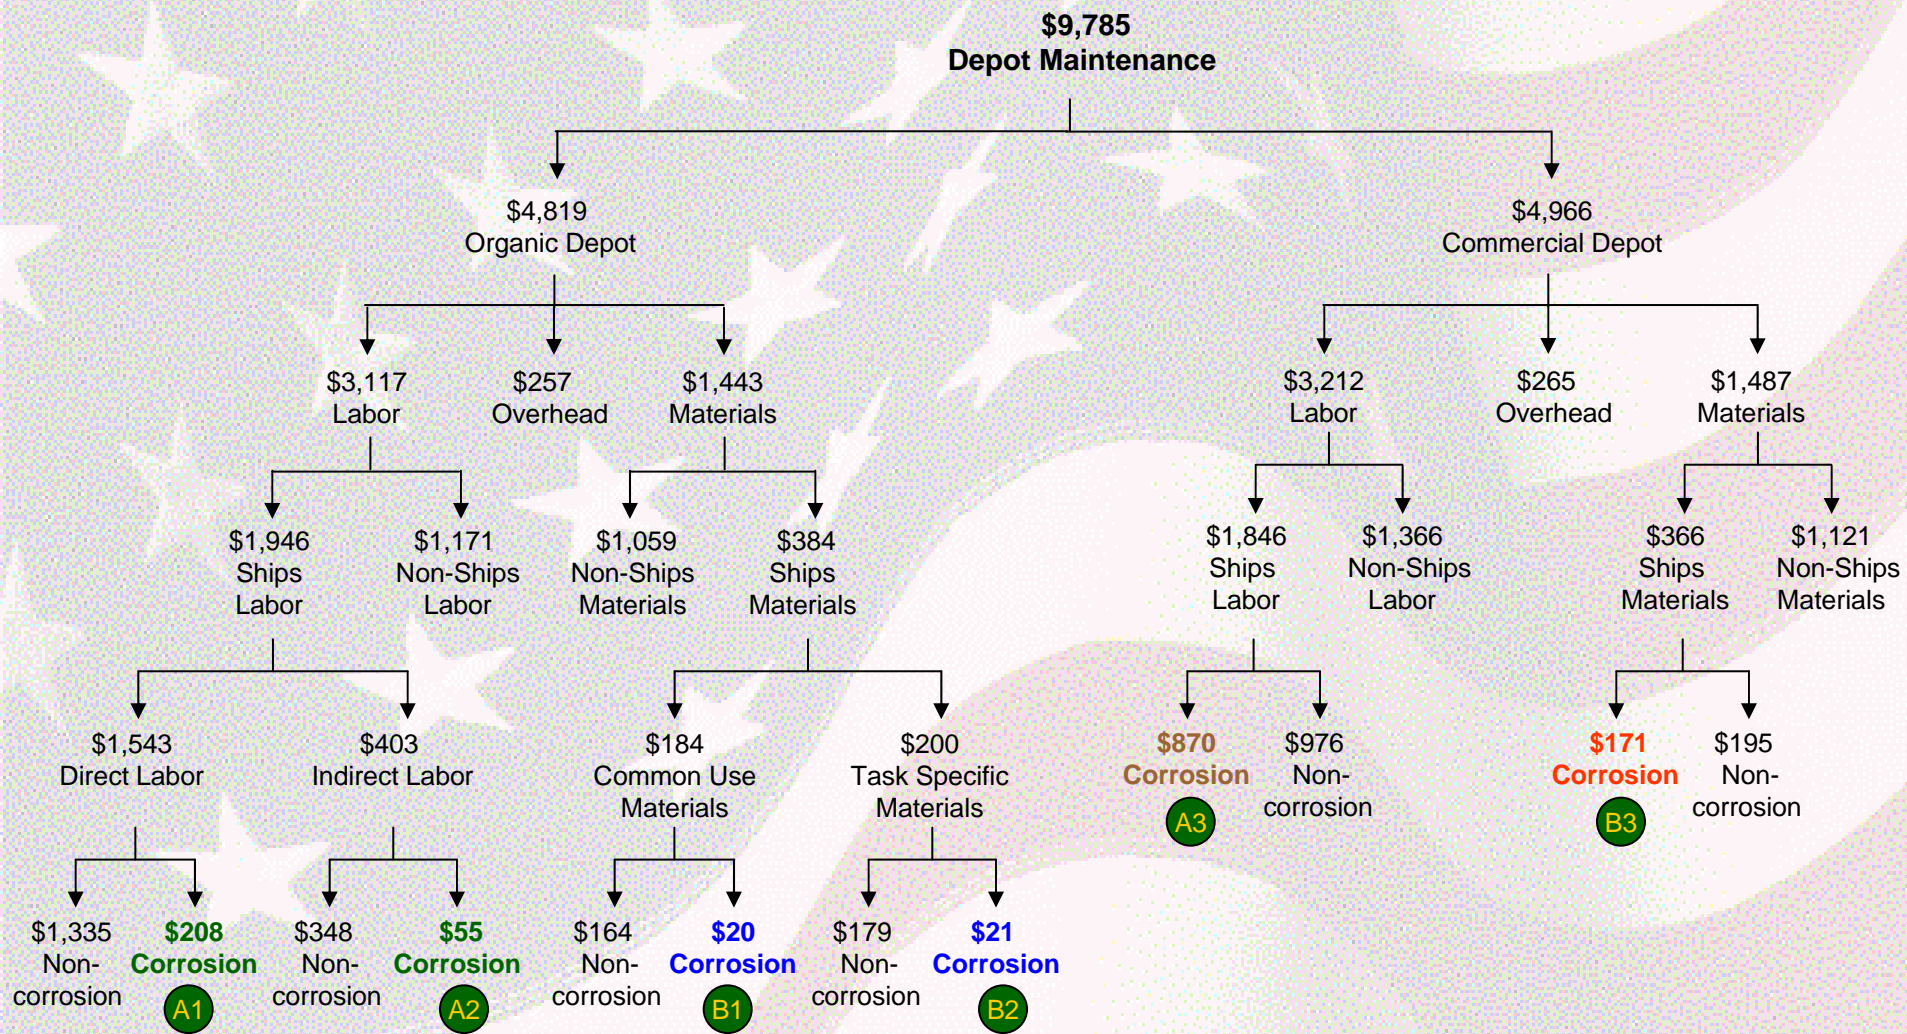 $9,785
Depot Maintenance
$4,819
Organic Depot
$4,966
Commercial Depot
$3,117
Labor
$257
Overhead
$1,443
Materials
$3,212
Labor
$265
Overhead
$1,487
Materials
$1,946
Ships
Labor
$1,171
Non-Ships
Labor
$1,059
Non-Ships
Materials
$384
Ships
Materials
$1,846
Ships
Labor
$1,366
Non-Ships
Labor
$366
Ships
Materials
$1,121
Non-Ships
Materials
$1,543
Direct Labor
$403
Indirect Labor
$184
Common Use
Materials
$200
Task Specific
Materials
$870
Corrosion
A3
$976
Non-
corrosion
$171
Corrosion
B3
$195
Non-
corrosion
$1,335
Non-
corrosion
$208
Corrosion
A1
$348
Non-
corrosion
$55
Corrosion
A2
$164
Non-
corrosion
$20
Corrosion
B1
$179
Non-
corrosion
$21
Corrosion
B2